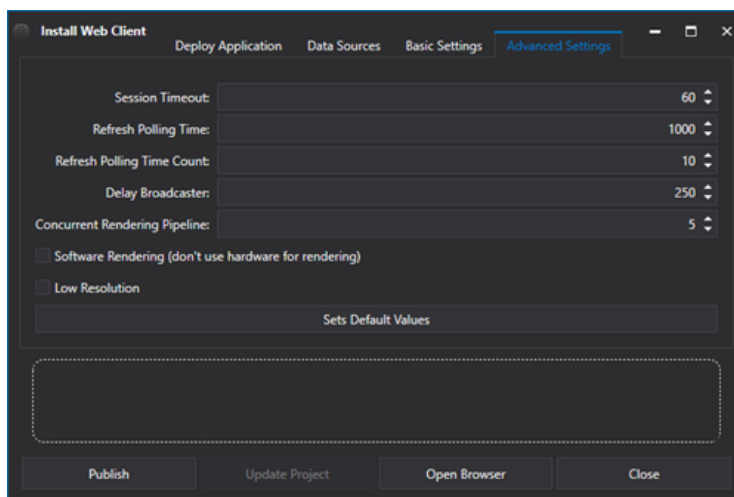 Install Web Client
Deploy Application Data Sources Basic Settings Advanced Settings
Session Timeout: 60
Refresh Polling Time: 1000
Refresh Polling Time Count: 10
Delay Broadcaster: 250
Concurrent Rendering Pipeline: 5
Software Rendering (don't use hardware for rendering)
Low Resolution
Sets Default Values
Publish Update Project Open Browser Close